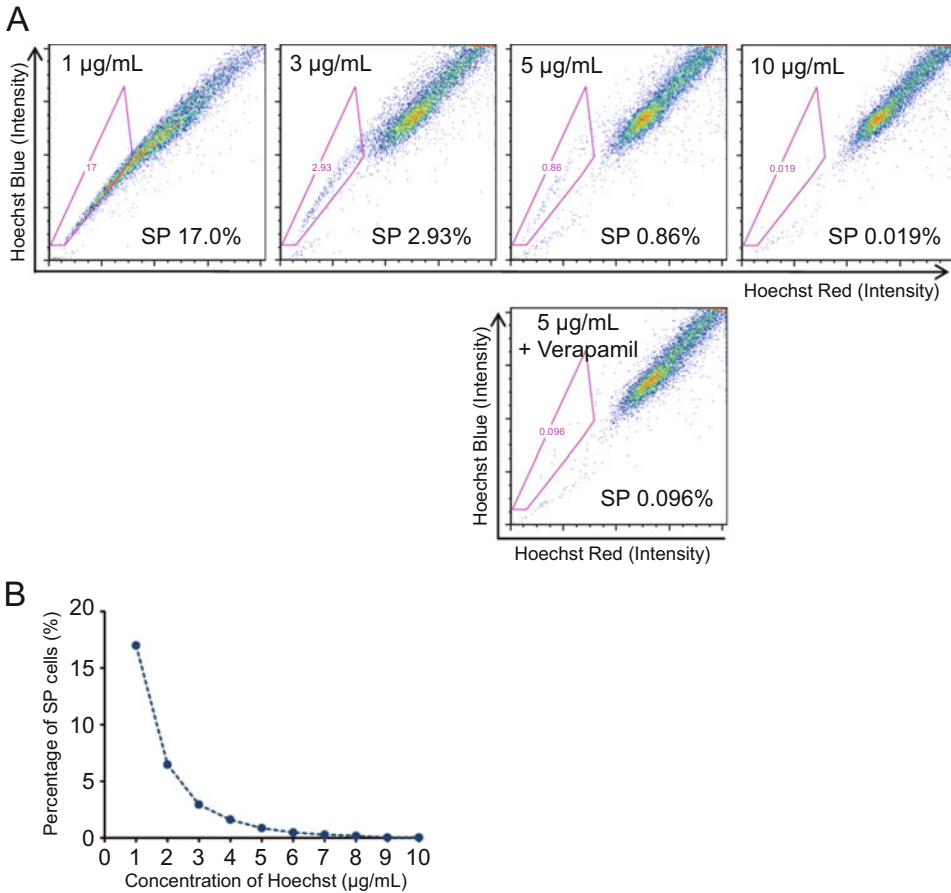 A
1 µg/mL
3 µg/mL
5 µg/mL
10 µg/mL
Hoechst Blue (Intensity)
17
2.93
0.86
0.019
SP 17.0%
SP 2.93%
SP 0.86%
SP 0.019%
Hoechst Red (Intensity)
5 µg/mL
+ Verapamil
Hoechst Blue (Intensity)
0.096
SP 0.096%
Hoechst Red (Intensity)
B
Percentage of SP cells (%)
20
15
10
5
0
0 1 2 3 4 5 6 7 8 9 10
Concentration of Hoechst (µg/mL)